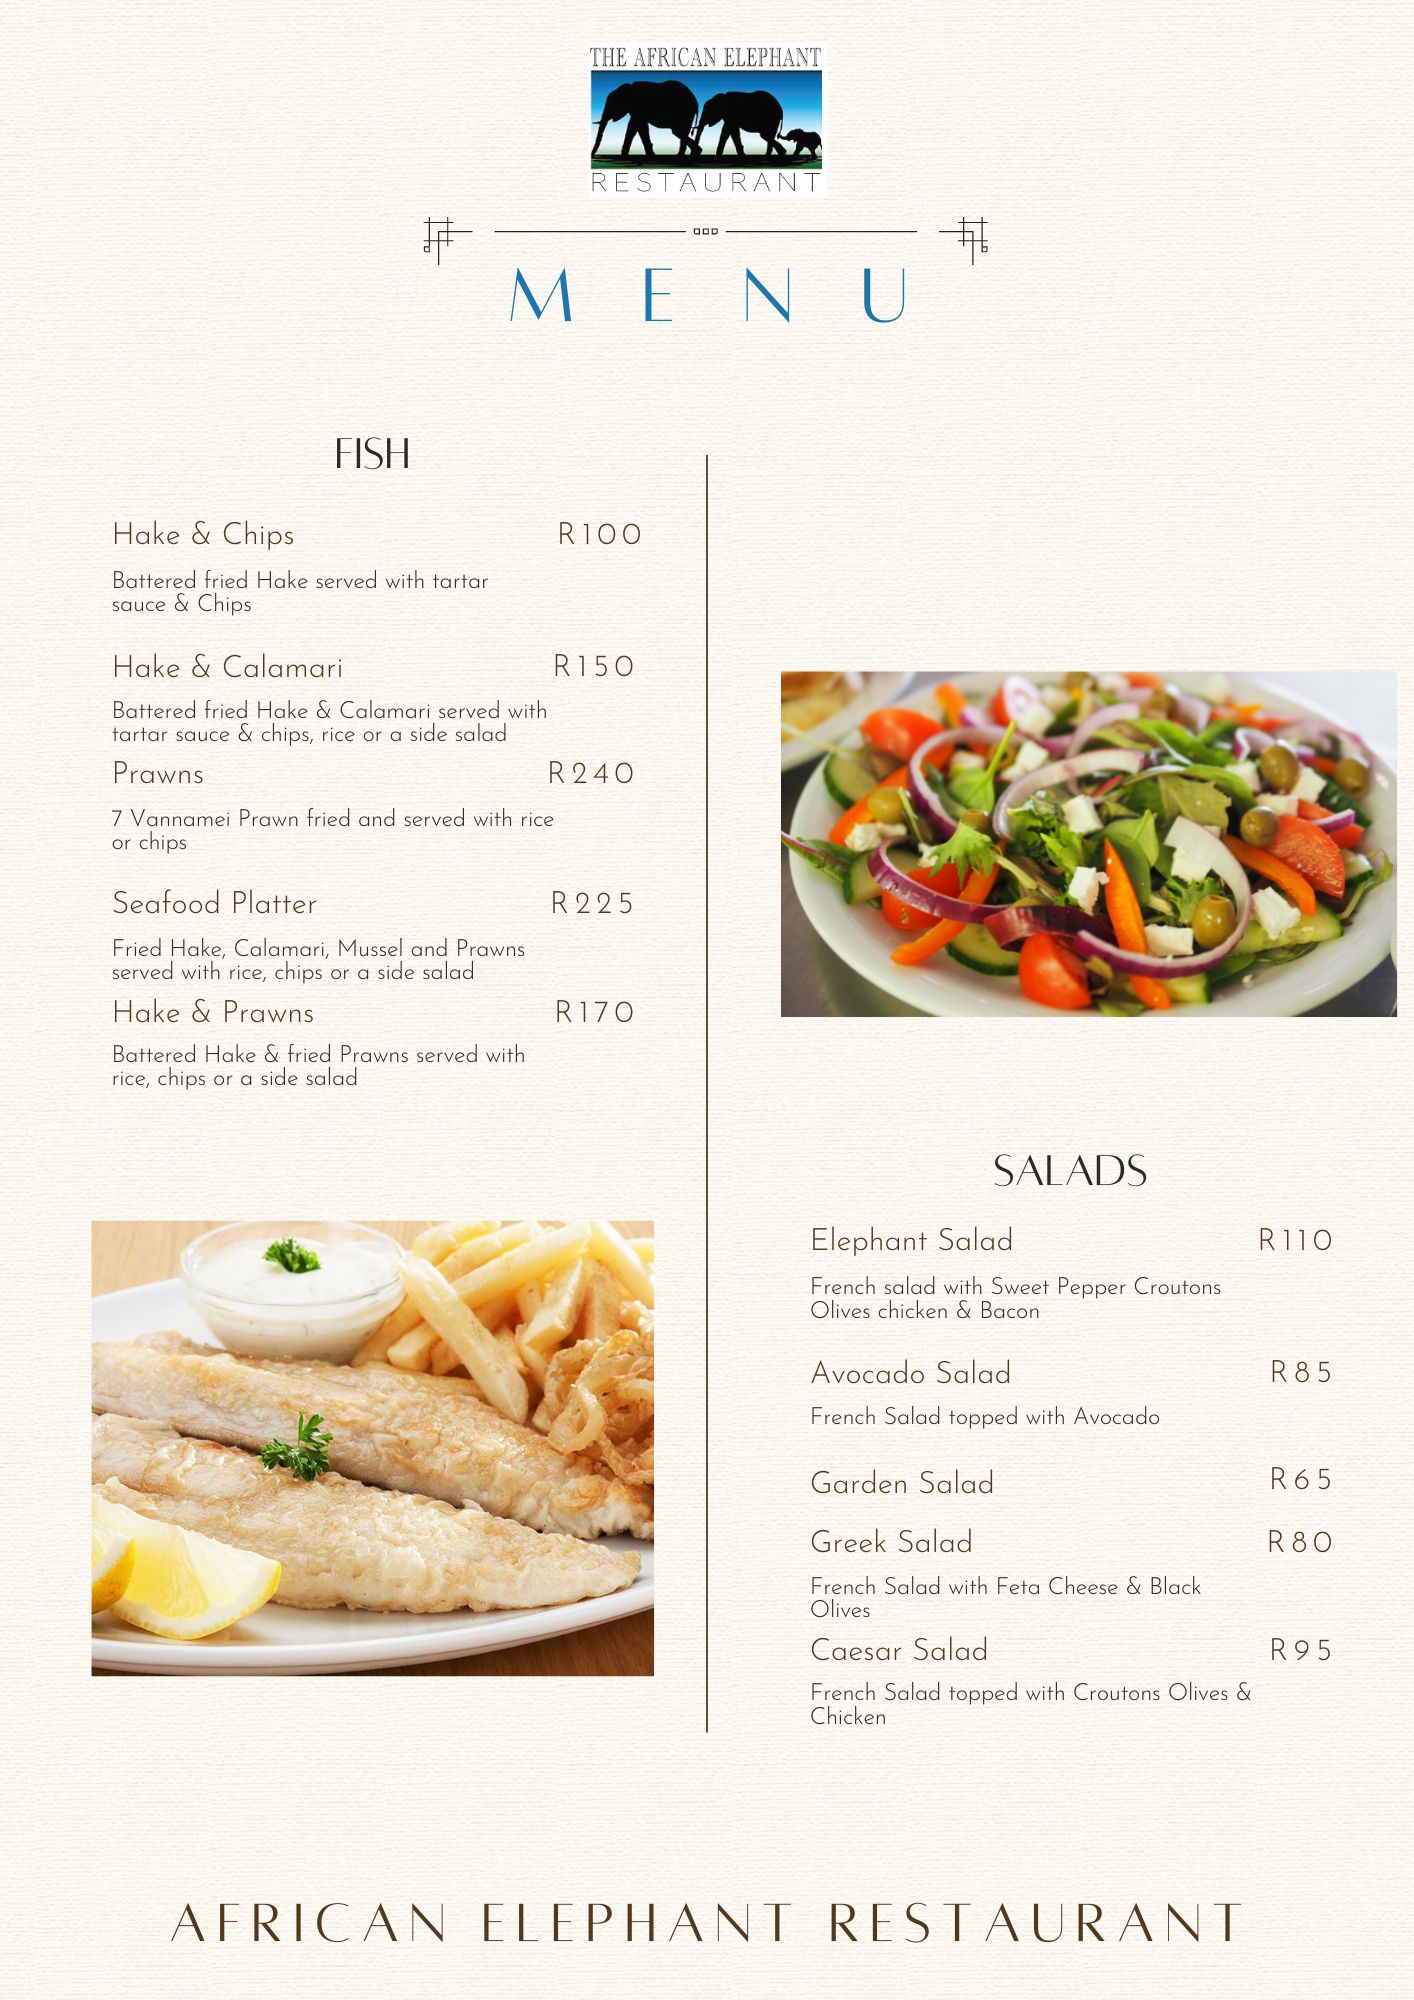 THE AFRICAN ELEPHANT
RESTAURANT
MENU
FISH
Hake & Chips R100
Battered fried Hake served with tartar
sauce & Chips
Hake & Calamari R150
Battered fried Hake & Calamari served with
tartar sauce & chips, rice or a side salad
Prawns R240
7 Vannamei Prawn fried and served with rice
or chips
Seafood Platter R225
Fried Hake, Calamari, Mussel and Prawns
served with rice, chips or a side salad
Hake & Prawns R170
Battered Hake & fried Prawns served with
rice, chips or a side salad
SALADS
Elephant Salad R110
French salad with Sweet Pepper Croutons
Olives chicken & Bacon
Avocado Salad R85
French Salad topped with Avocado
Garden Salad R65
Greek Salad R80
French Salad with Feta Cheese & Black
Olives
Caesar Salad R95
French Salad topped with Croutons Olives &
Chicken
AFRICAN ELEPHANT RESTAURANT